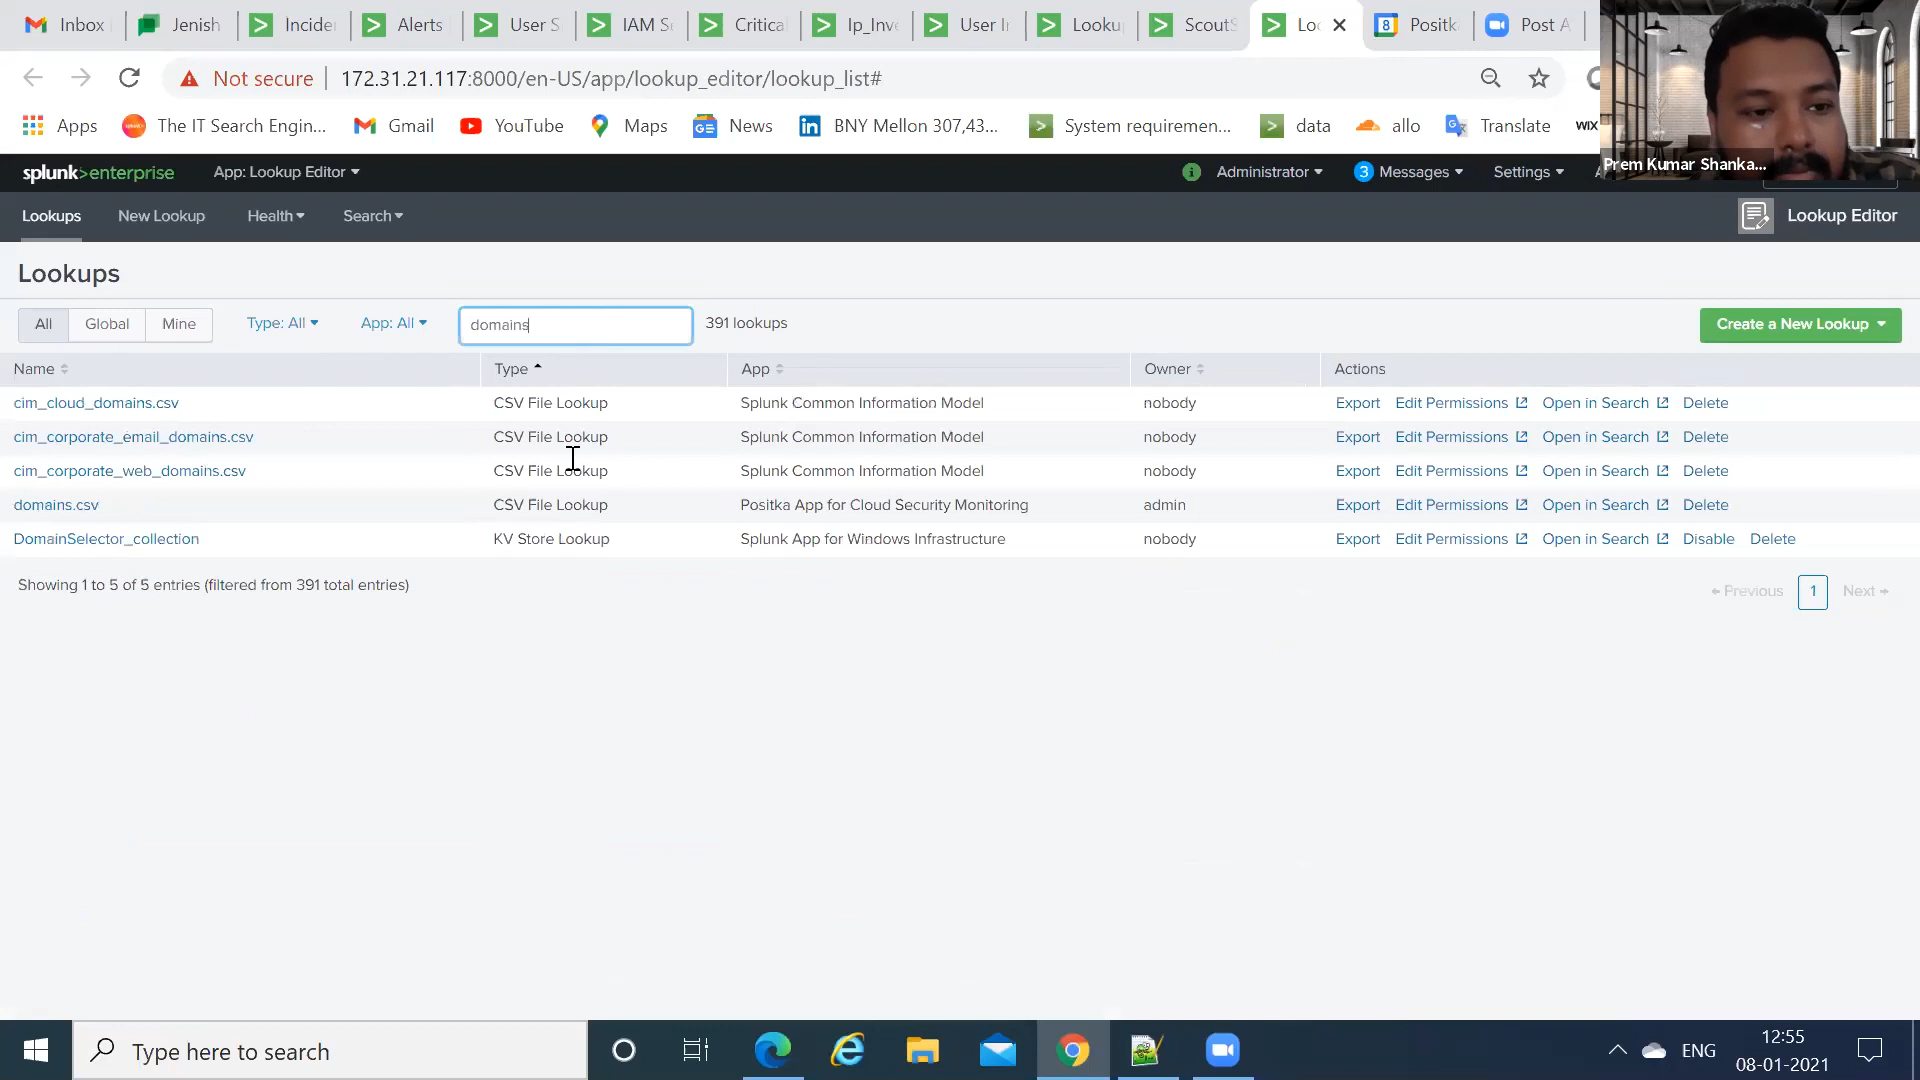 Inbox
Jenish
Incide
Alerts
User S
IAM Se
Critica
Ip_Inve
User In
Looku
ScoutS
Lo
Positk
Post A
Not secure
172.31.21.117:8000/en-US/app/lookup_editor/lookup_list#
Apps
The IT Search Engin...
Gmail
YouTube
Maps
News
BNY Mellon 307,43...
System requiremen...
data
allo
Translate
WIX
Prem Kumar Shanka...
splunk>enterprise
App: Lookup Editor
Administrator
3 Messages
Settings
Lookups
New Lookup
Health
Search
Lookup Editor
Lookups
All
Global
Mine
Type: All
App: All
domains
391 lookups
Create a New Lookup
Name Type App Owner Actions
cim_cloud_domains.csv CSV File Lookup Splunk Common Information Model nobody Export Edit Permissions Open in Search Delete
cim_corporate_email_domains.csv CSV File Lookup Splunk Common Information Model nobody Export Edit Permissions Open in Search Delete
cim_corporate_web_domains.csv CSV File Lookup Splunk Common Information Model nobody Export Edit Permissions Open in Search Delete
domains.csv CSV File Lookup Positka App for Cloud Security Monitoring admin Export Edit Permissions Open in Search Delete
DomainSelector_collection KV Store Lookup Splunk App for Windows Infrastructure nobody Export Edit Permissions Open in Search Disable Delete
Showing 1 to 5 of 5 entries (filtered from 391 total entries)
Previous 1 Next
Type here to search
ENG
12:55
08-01-2021